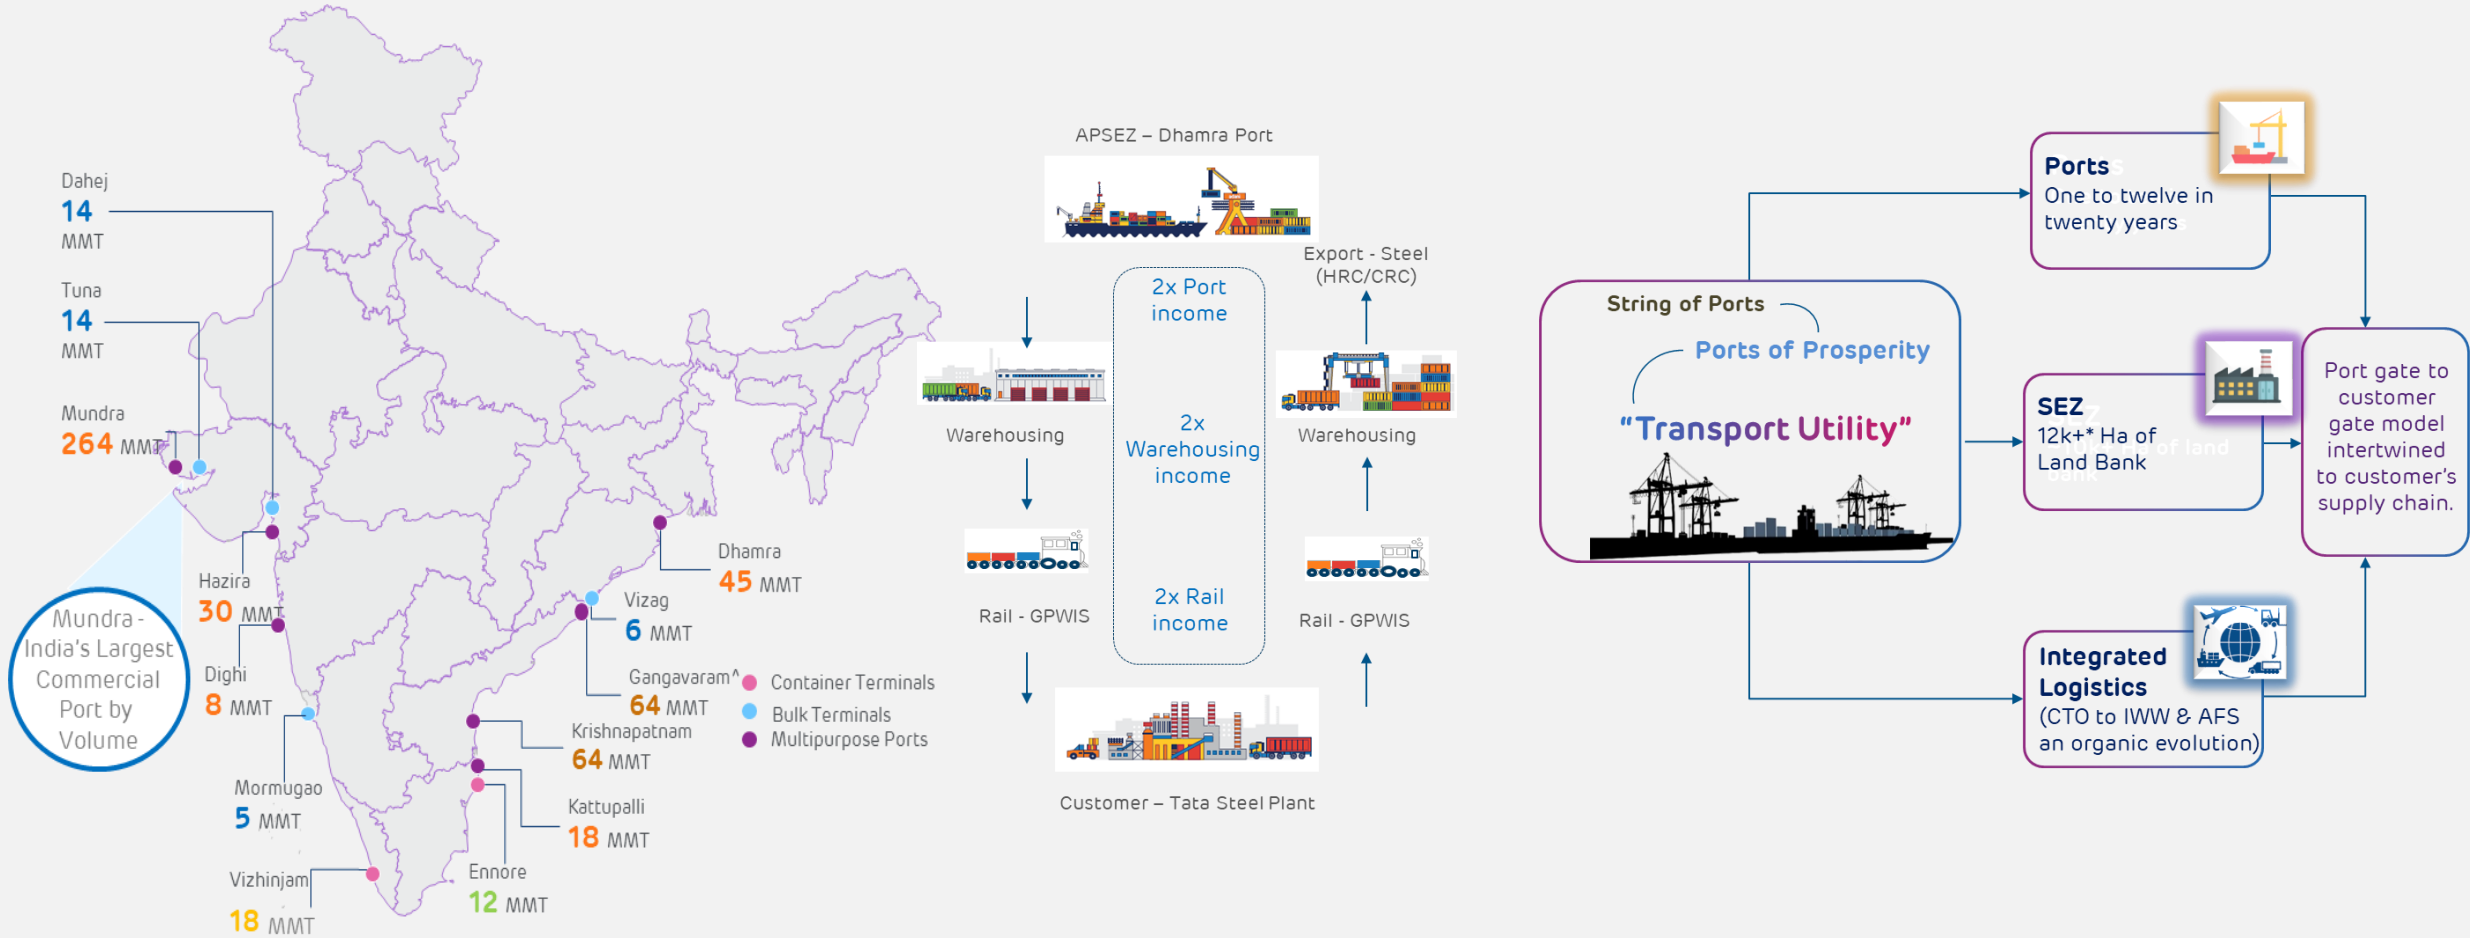 Dahej
14
MMT
Tuna
14
MMT
Mundra
264 MMT
Mundra -
India's Largest
Commercial
Port by
Volume
Hazira
30 MMT
Dighi
8 MMT
Mormugao
5 MMT
Vizhinjam
18 MMT
Dhamra
45 MMT
Vizag
6 MMT
Gangavaram^
64 MMT
Krishnapatnam
64 MMT
Kattupalli
18 MMT
Ennore
12 MMT
Container Terminals
Bulk Terminals
Multipurpose Ports
APSEZ – Dhamra Port
Export - Steel
(HRC/CRC)
2x Port
income
2x
Warehousing
income
2x Rail
income
Warehousing
Warehousing
Rail - GPWIS
Rail - GPWIS
Customer – Tata Steel Plant
String of Ports
Ports of Prosperity
“Transport Utility”
Ports
One to twelve in
twenty years
SEZ
12k+* Ha of
Land Bank
Integrated
Logistics
(CTO to IWW & AFS
an organic evolution)
Port gate to
customer
gate model
intertwined
to customer's
supply chain.